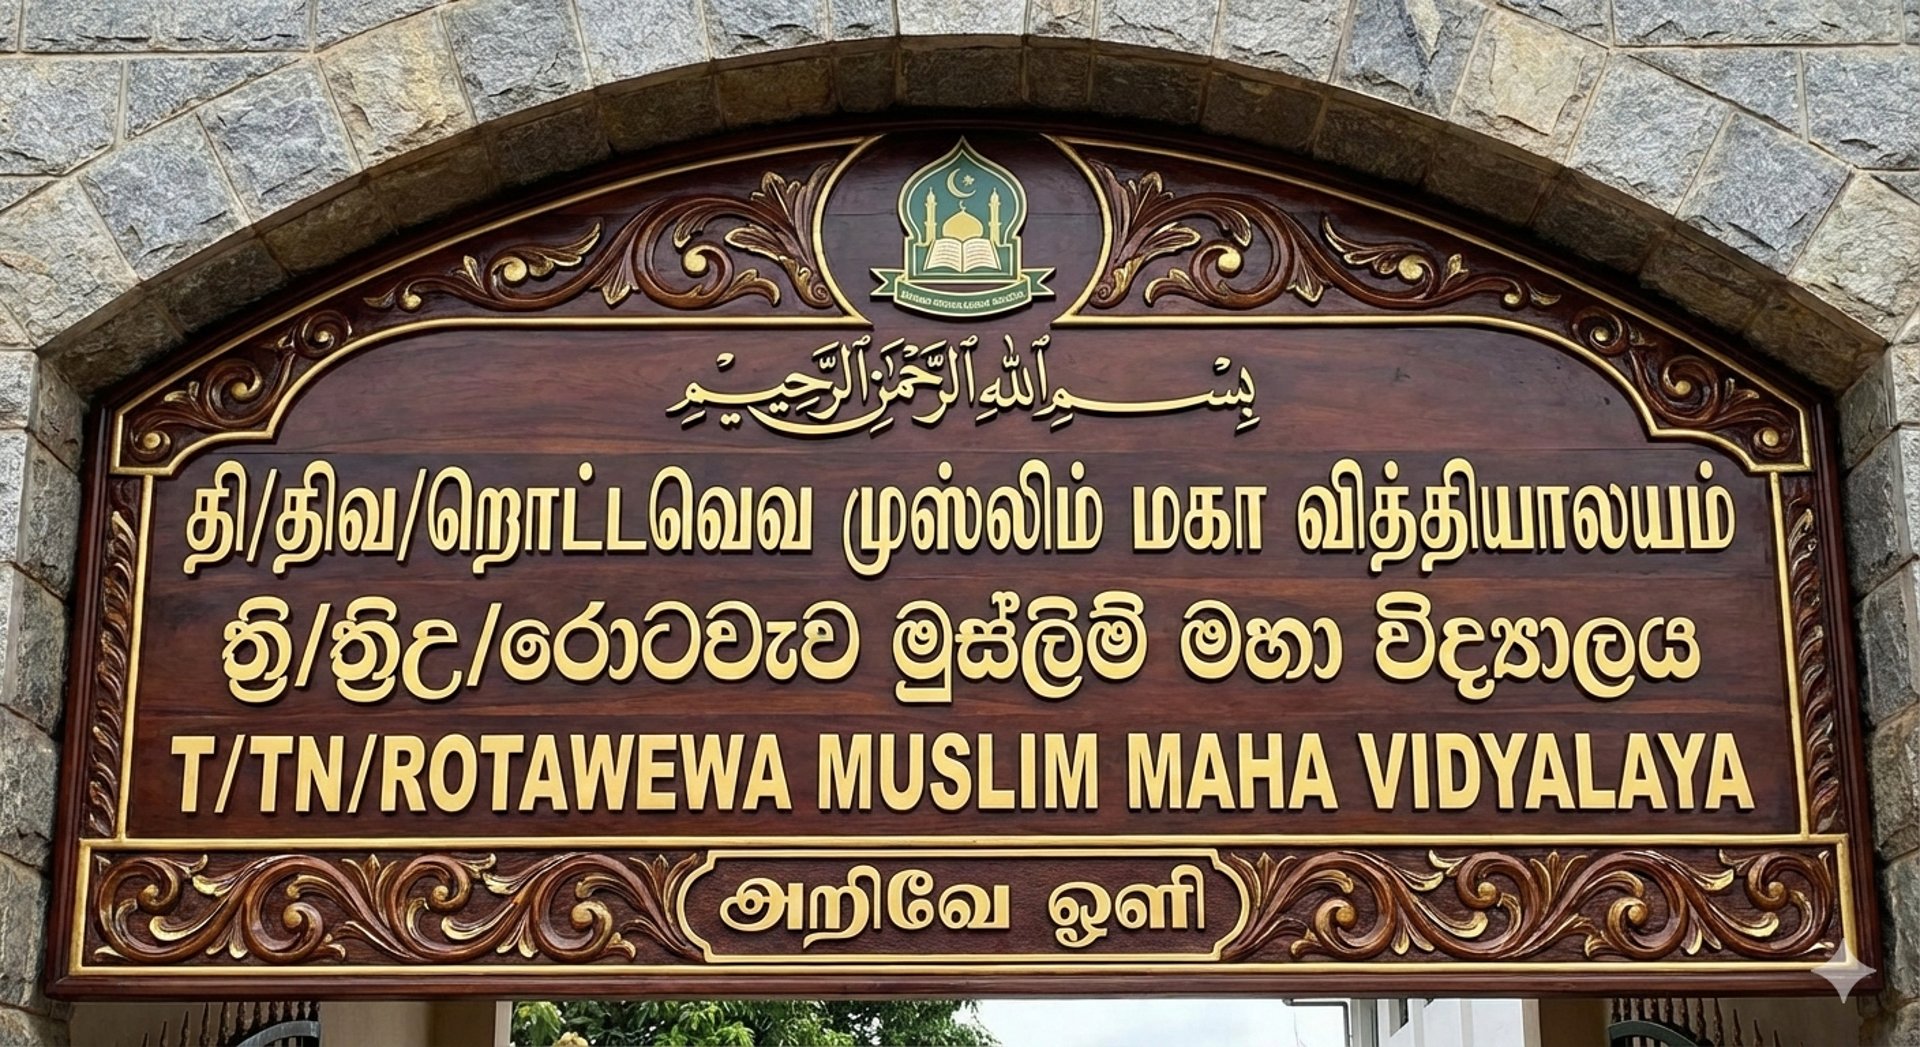 بِسْمِ ٱللَّهِ ٱلرَّحْمَٰنِ ٱلرَّحِيمِ
தி/திவ/றொட்டவெவ முஸ்லிம் மகா வித்தியாலயம்
ත්‍රි/ත්‍රිඋ/රොටවැව මුස්ලිම් මහා විද්‍යාලය
T/TN/ROTAWEWA MUSLIM MAHA VIDYALAYA
அறிவே ஒளி